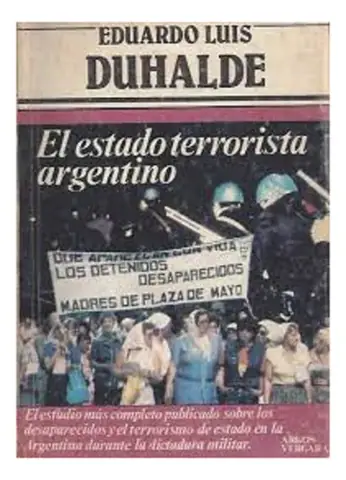 EDUARDO LUIS
DUHALDE
El estado terrorista
argentino
QUE APAREZCAN CON VIDA
LOS DETENIDOS
DESAPARECIDOS
MADRES DE PLAZA DE MAYO
El estudio más completo publicado sobre los
desaparecidos y el terrorismo de estado en la
Argentina durante la dictadura militar.
ARGOS
VERGARA